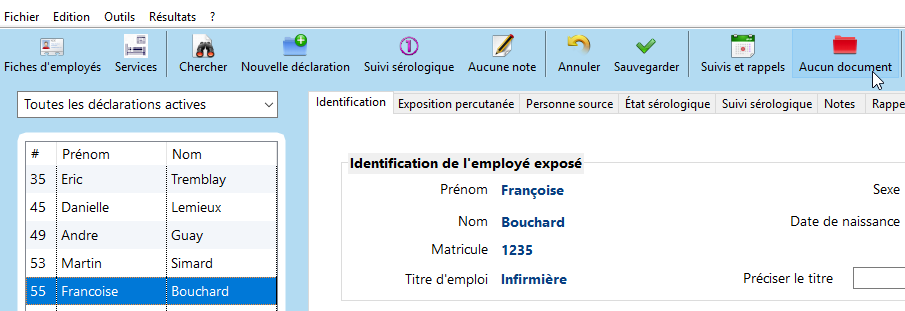 Fichier Edition Outils Résultats ?
Fiches d'employés Services Chercher Nouvelle déclaration Suivi sérologique Aucune note Annuler Sauvegarder Suivis et rappels Aucun document
Toutes les déclarations actives
Identification Exposition percutanée Personne source État sérologique Suivi sérologique Notes Rappe
# Prénom Nom
35 Eric Tremblay
45 Danielle Lemieux
49 Andre Guay
53 Martin Simard
55 Francoise Bouchard
Identification de l'employé exposé
Prénom Françoise Sexe
Nom Bouchard Date de naissance
Matricule 1235
Titre d'emploi Infirmière Préciser le titre